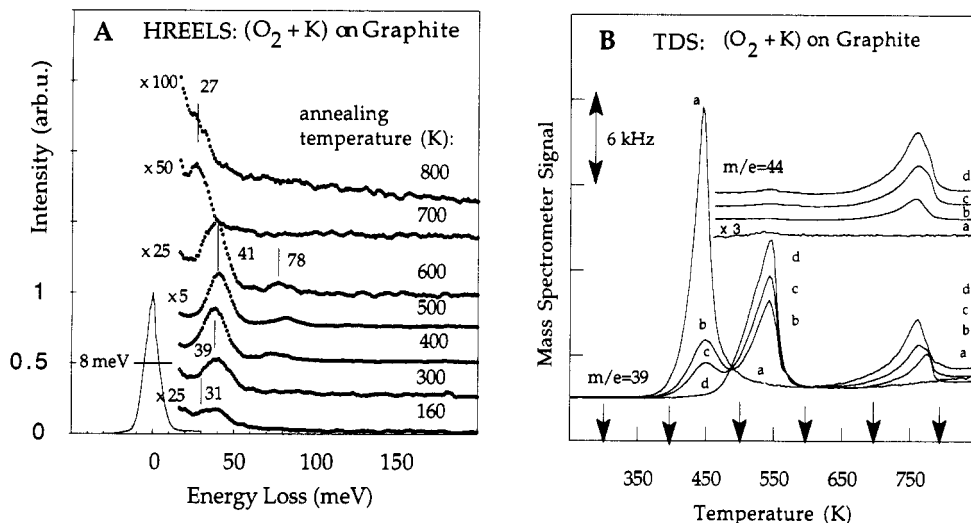 A HREELS: (O2 + K) on Graphite
x100
27
annealing
temperature (K):
800
x50
700
x25
41
78
600
x5
500
400
39
300
8 meV
x25
31
160
1
0.5
0
Intensity (arb.u.)
0 50 100 150
Energy Loss (meV)
B TDS: (O2 + K) on Graphite
a
6 kHz
m/e=44
d
c
b
x 3
a
d
c
b
d
c
b
a
b
c
a
d
m/e=39
Mass Spectrometer Signal
350 450 550 650 750
Temperature (K)